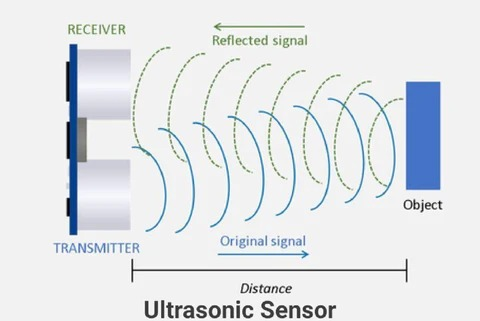 RECEIVER
Reflected signal
Object
TRANSMITTER
Original signal
Distance
Ultrasonic Sensor